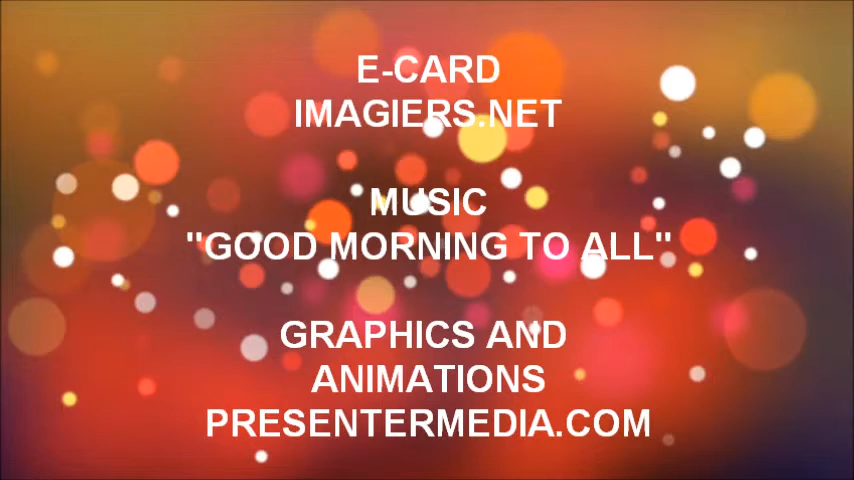 E-CARD
IMAGIERS.NET
MUSIC
"GOOD MORNING TO ALL"
GRAPHICS AND
ANIMATIONS
PRESENTERMEDIA.COM